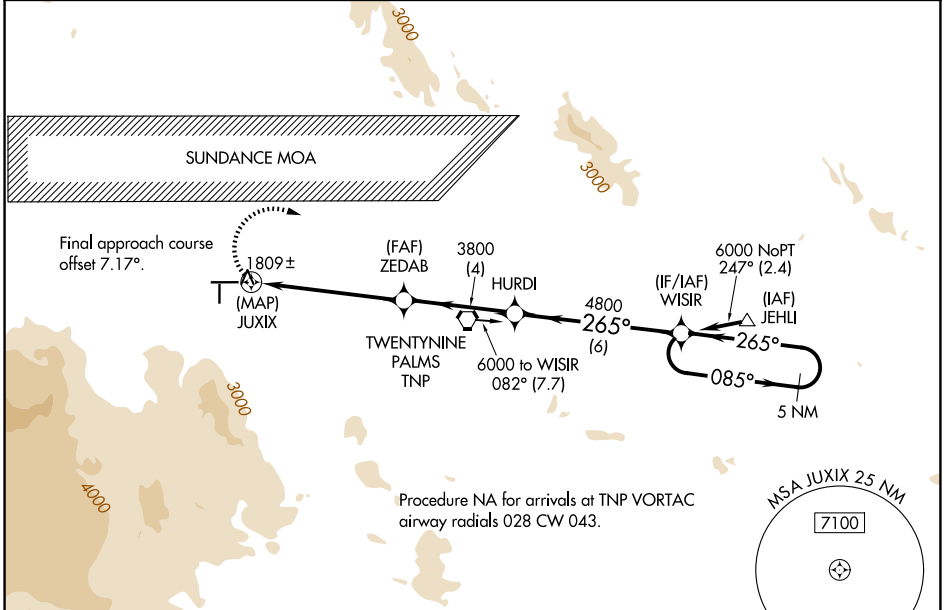 3000
SUNDANCE MOA
3000
Final approach course
offset 7.17°.
1809±
(MAP)
JUXIX
(FAF)
ZEDAB
3800
(4)
HURDI
TWENTYNINE
PALMS
TNP
6000 to WISIR
082° (7.7)
4800
265°
(6)
(IF/IAF)
WISIR
6000 NoPT
247° (2.4)
(IAF)
JEHLI
265°
085°
5 NM
3000
4000
Procedure NA for arrivals at TNP VORTAC
airway radials 028 CW 043.
MSA JUXIX 25 NM
7100